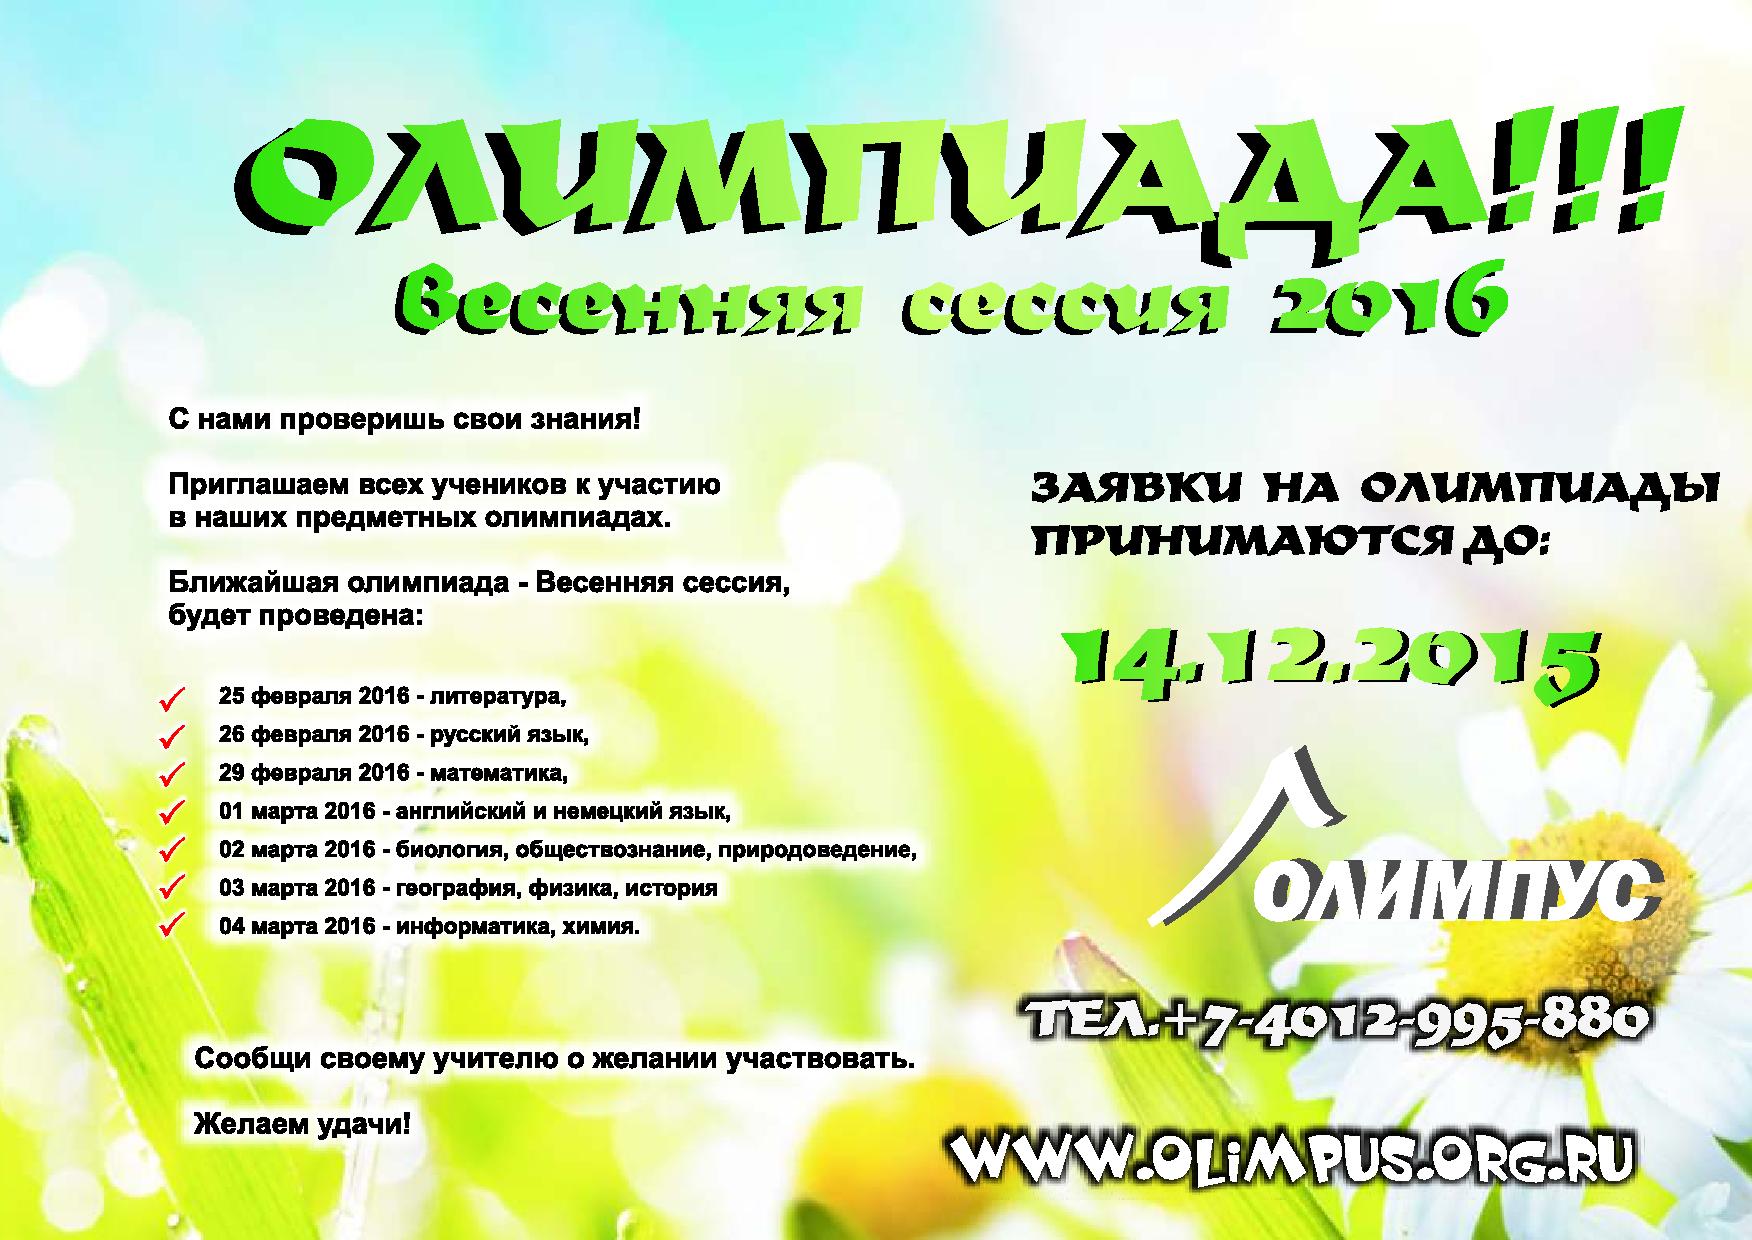 ОЛИМПИАДА!!!
весенняя сессия 2016
С нами проверишь свои знания!
Приглашаем всех учеников к участию
в наших предметных олимпиадах.
Ближайшая олимпиада - Весенняя сессия,
будет проведена:
25 февраля 2016 - литература,
26 февраля 2016 - русский язык,
29 февраля 2016 - математика,
01 марта 2016 - английский и немецкий язык,
02 марта 2016 - биология, обществознание, природоведение,
03 марта 2016 - география, физика, история
04 марта 2016 - информатика, химия.
Сообщи своему учителю о желании участвовать.
Желаем удачи!
ЗАЯВКИ НА ОЛИМПИАДЫ
ПРИНИМАЮТСЯ ДО:
14.12.2015
ОЛИМПУС
ТЕЛ.+7-4012-995-880
WWW.OLiMPUS.ORG.RU